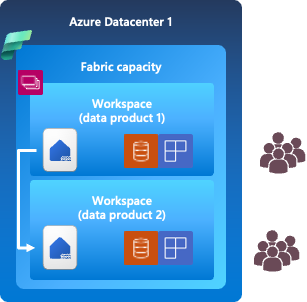 Azure Datacenter 1
Fabric capacity
Workspace
(data product 1)
Workspace
(data product 2)